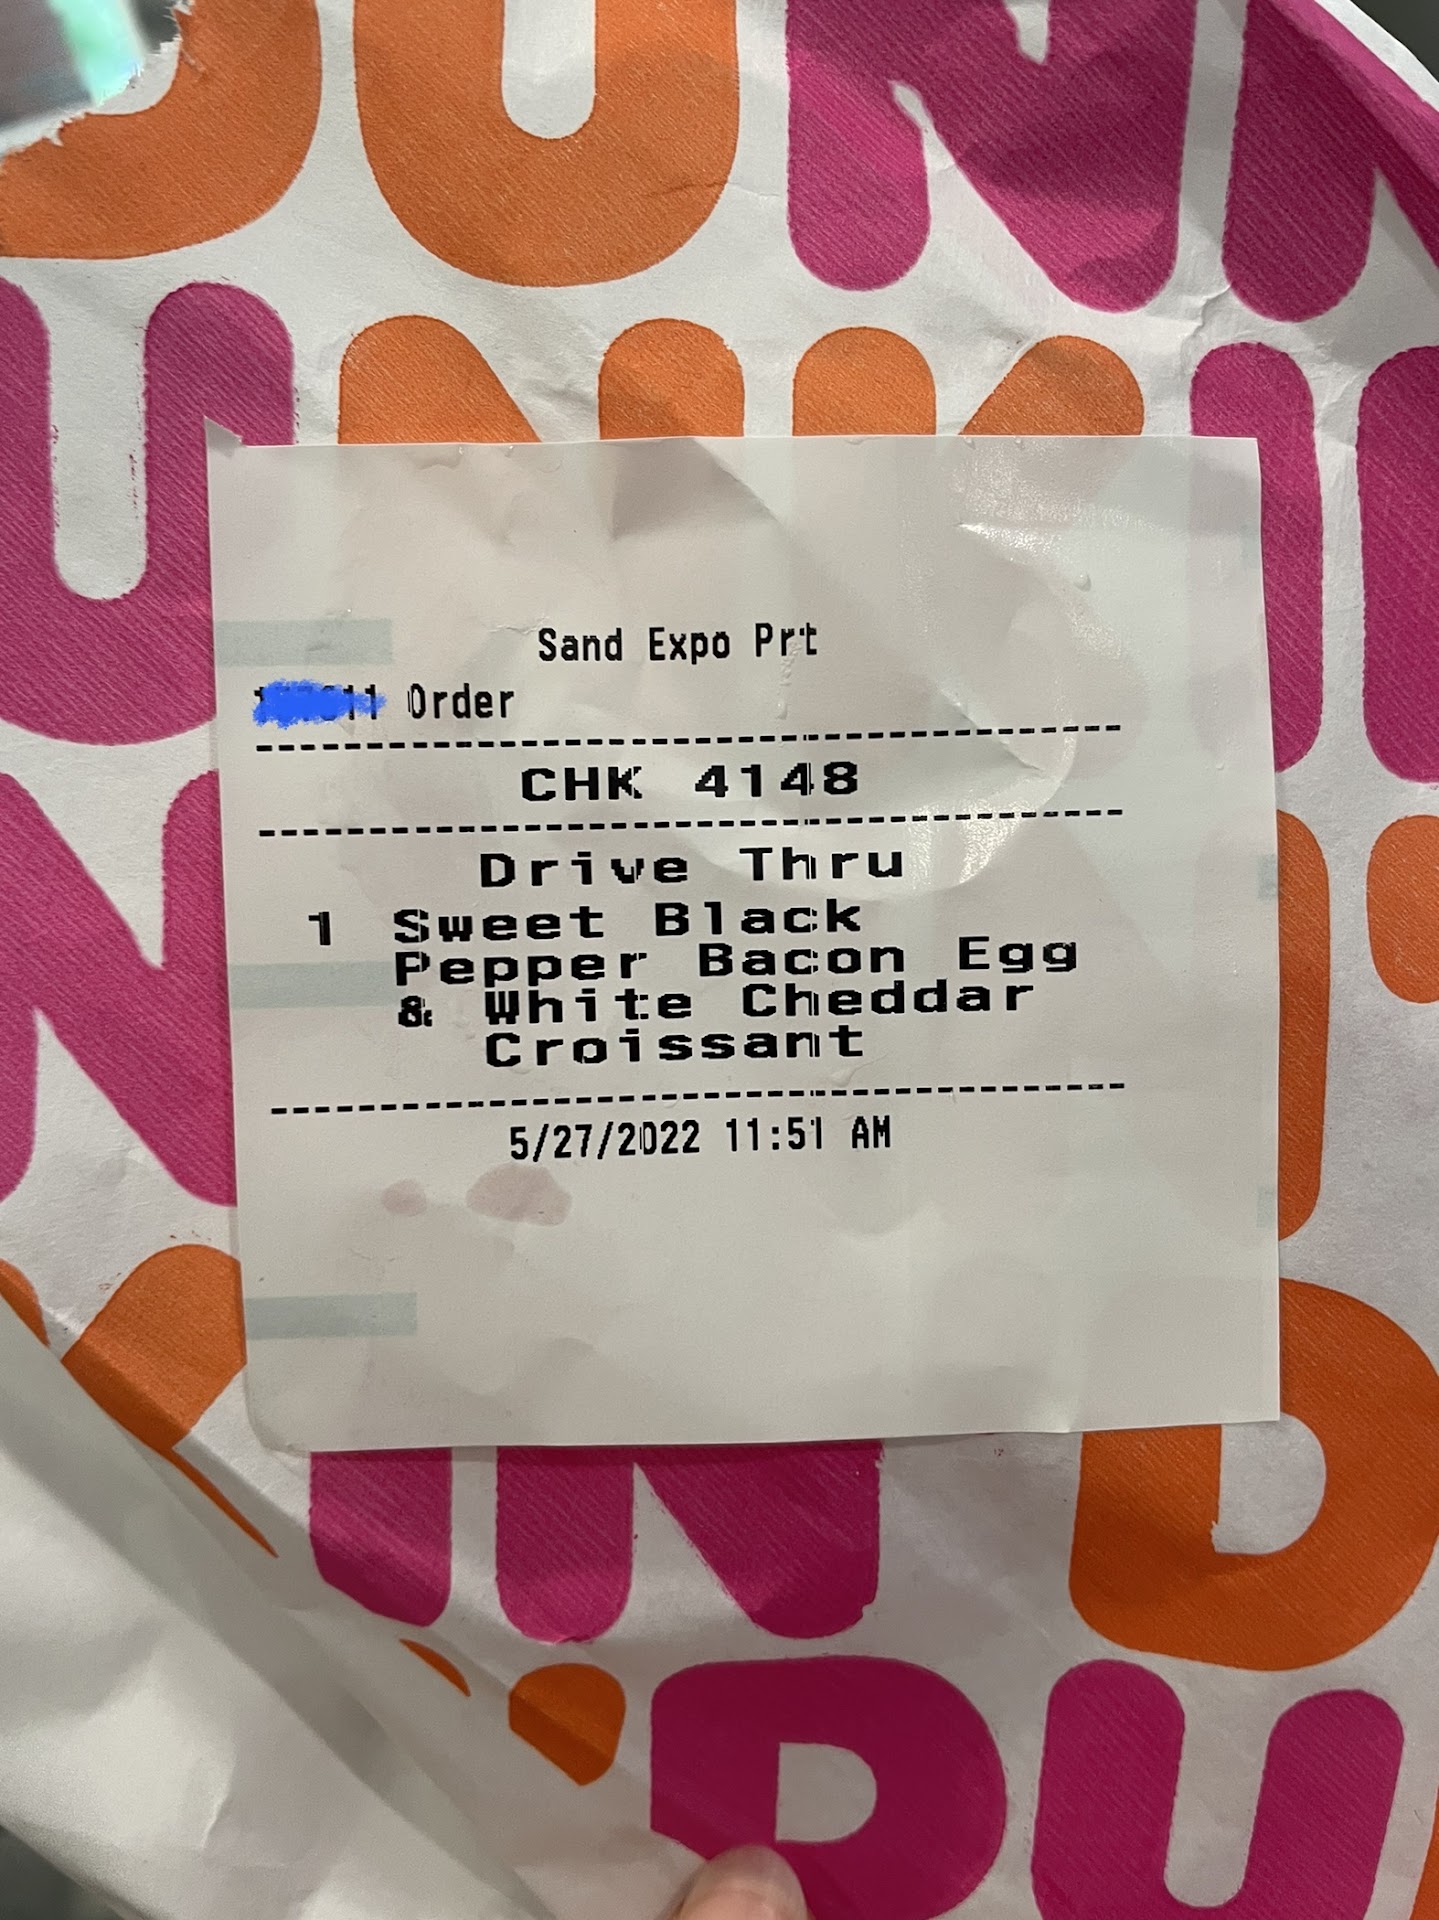 Sand Expo Prt
Order
CHK 4148
Drive Thru
1 Sweet Black
Pepper Bacon Egg
& White Cheddar
Croissant
5/27/2022 11:51 AM